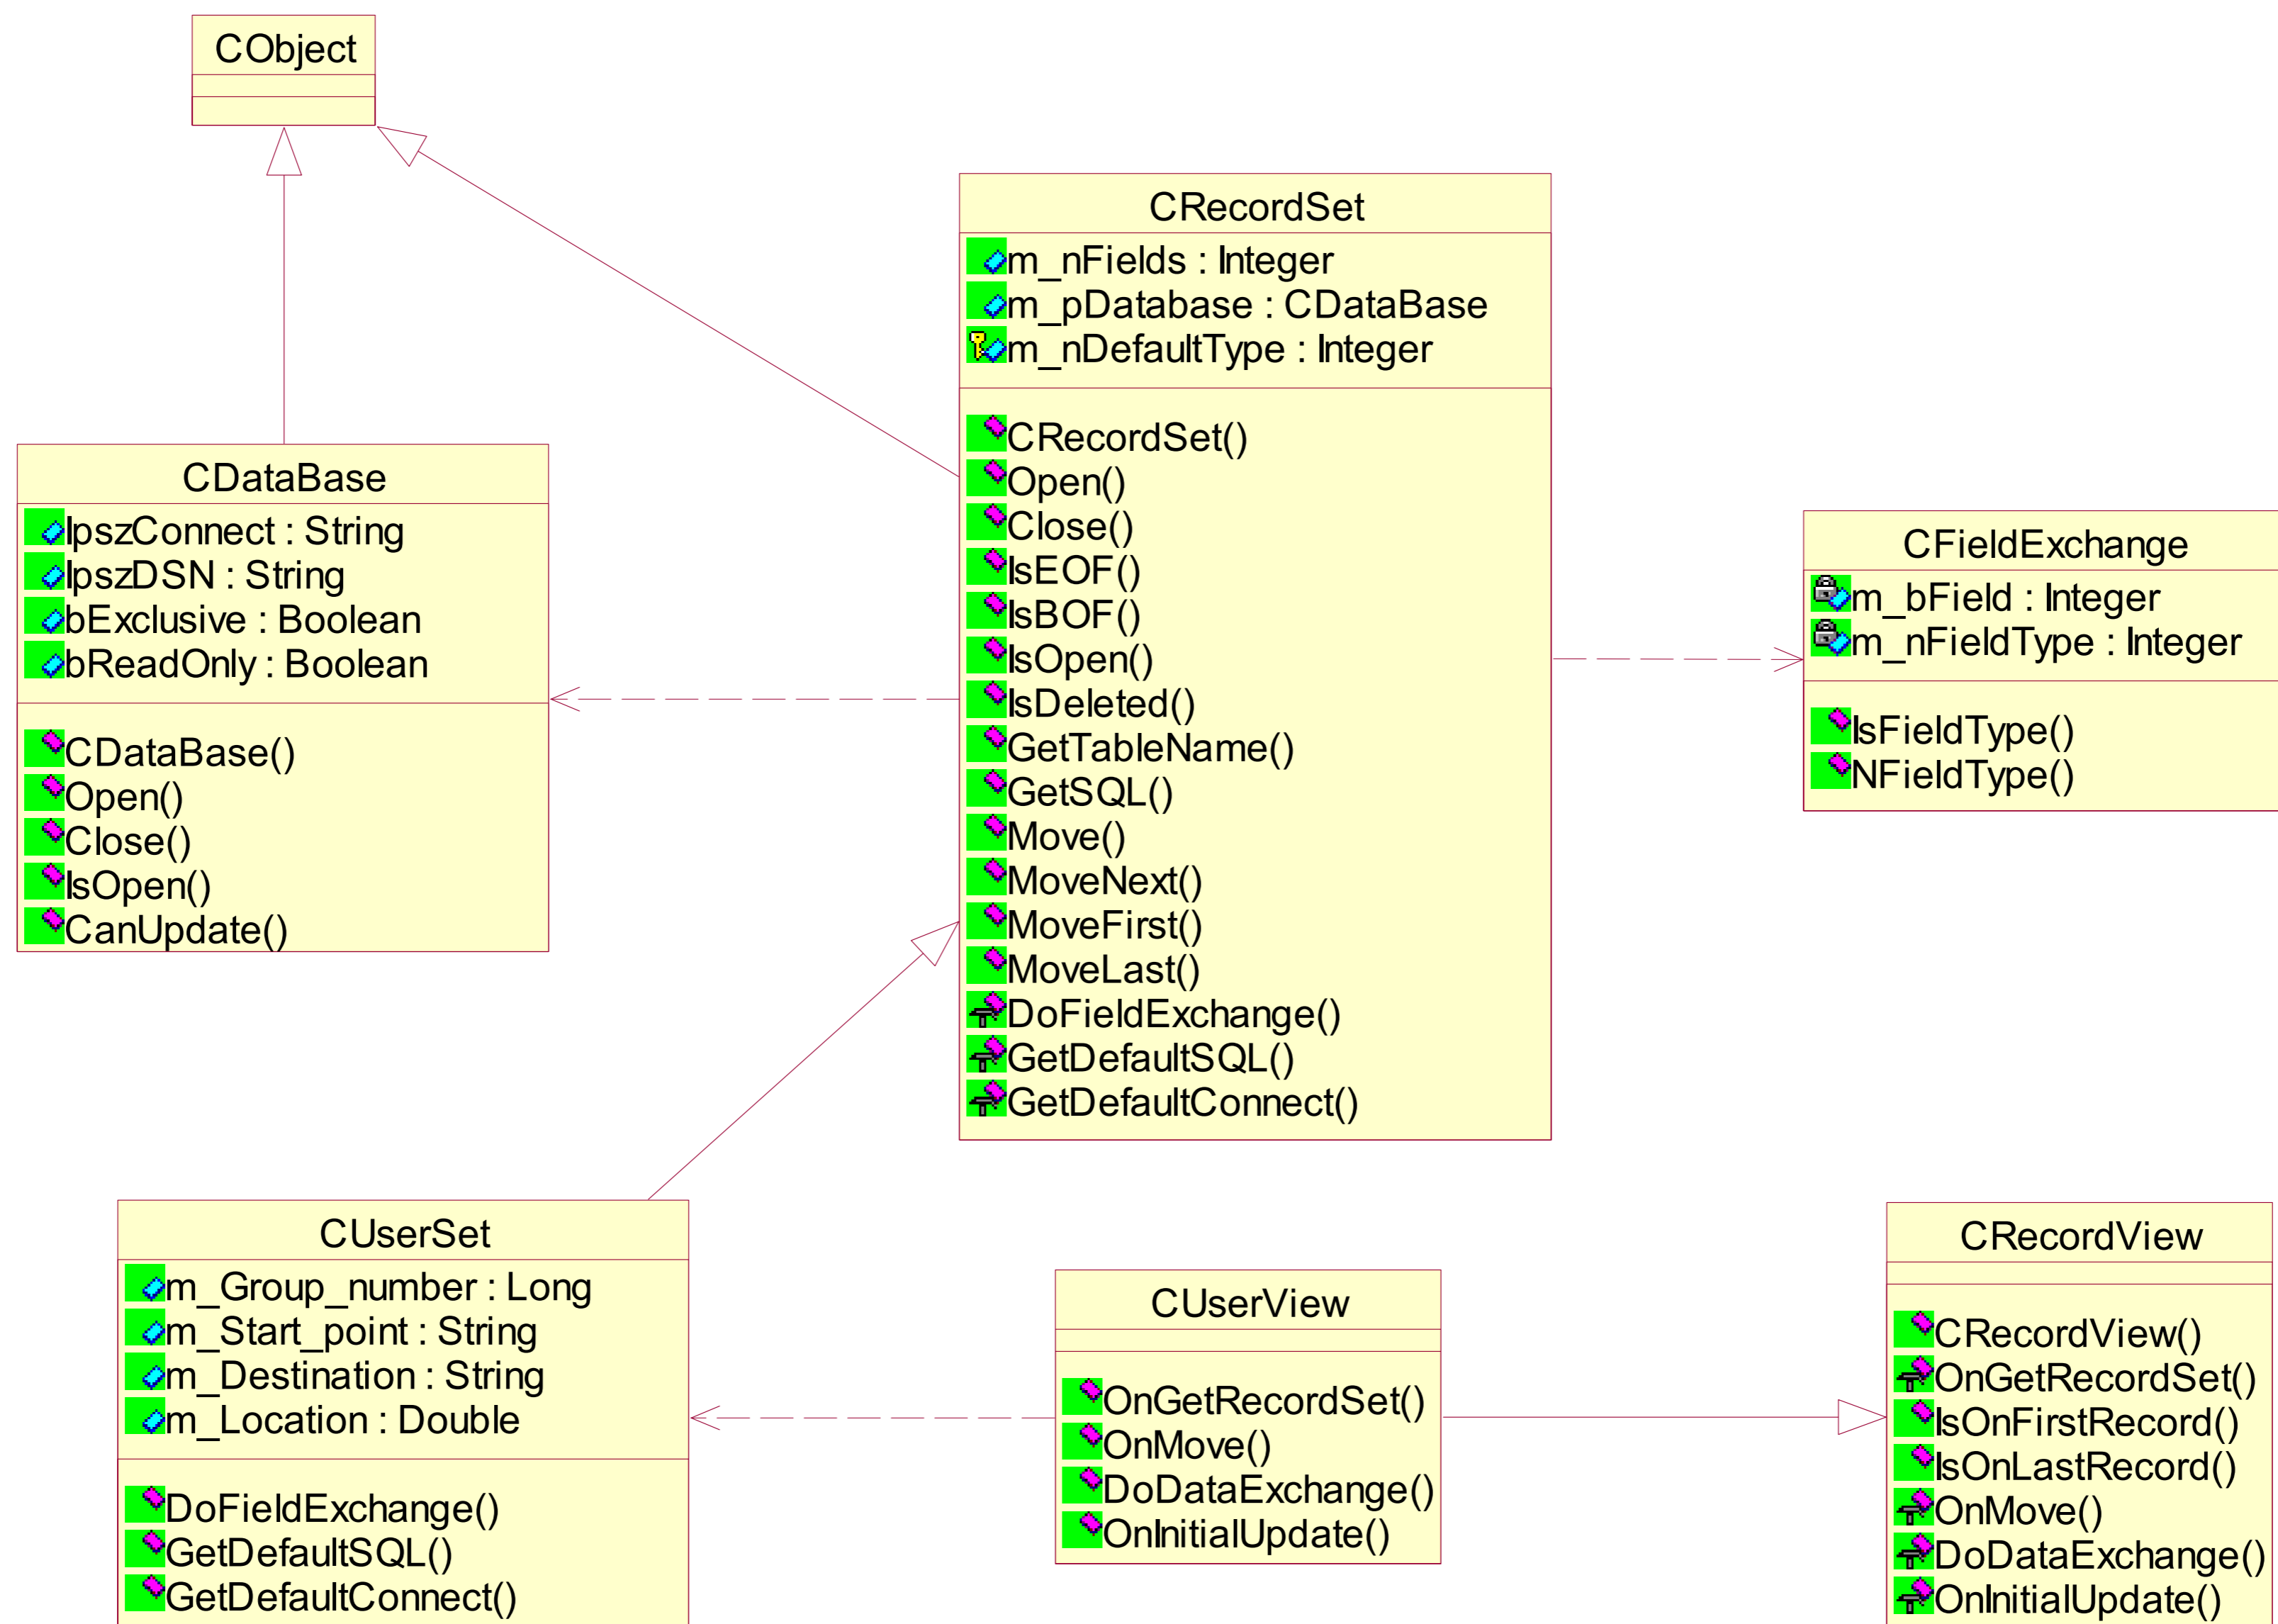 CObject
CDataBase
lpszConnect : String
lpszDSN : String
bExclusive : Boolean
bReadOnly : Boolean
CDataBase()
Open()
Close()
IsOpen()
CanUpdate()
CRecordSet
m_nFields : Integer
m_pDatabase : CDataBase
m_nDefaultType : Integer
CRecordSet()
Open()
Close()
IsEOF()
IsBOF()
IsOpen()
IsDeleted()
GetTableName()
GetSQL()
Move()
MoveNext()
MoveFirst()
MoveLast()
DoFieldExchange()
GetDefaultSQL()
GetDefaultConnect()
CFieldExchange
m_bField : Integer
m_nFieldType : Integer
IsFieldType()
NFieldType()
CUserSet
m_Group_number : Long
m_Start_point : String
m_Destination : String
m_Location : Double
DoFieldExchange()
GetDefaultSQL()
GetDefaultConnect()
CUserView
OnGetRecordSet()
OnMove()
DoDataExchange()
OnInitialUpdate()
CRecordView
CRecordView()
OnGetRecordSet()
IsOnFirstRecord()
IsOnLastRecord()
OnMove()
DoDataExchange()
OnInitialUpdate()